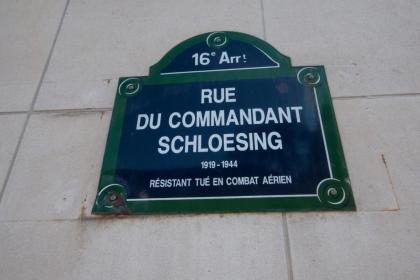 16e Arrt
RUE
DU COMMANDANT
SCHLOESING
1919-1944
RÉSISTANT TUÉ EN COMBAT AÉRIEN